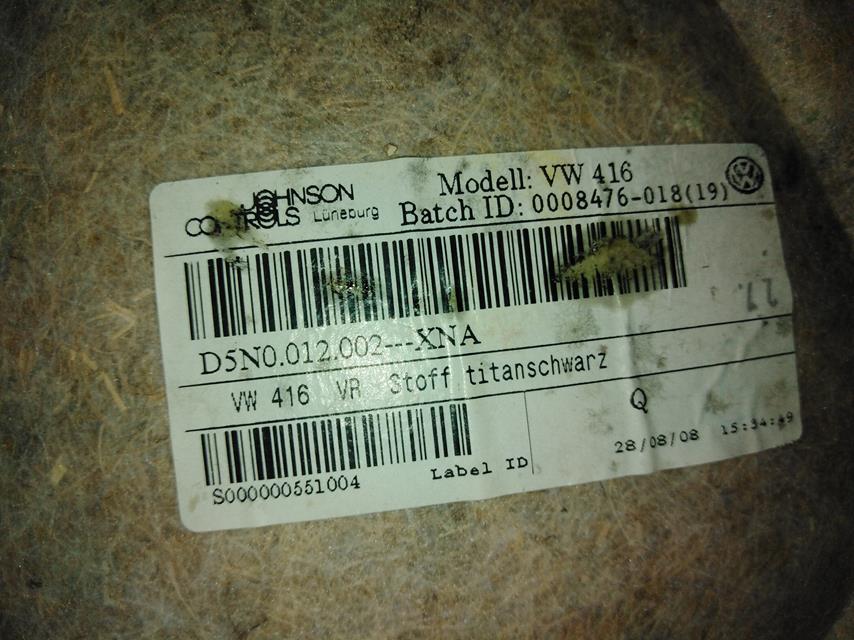 JOHNSON
CONTROLS Lüneburg
Modell: VW 416
Batch ID: 0008476-018(19)
D5N0.012.002---XNA
VW 416 VR Stoff titanschwarz
Q
28/08/08 15:34:49
Label ID
S000000551004